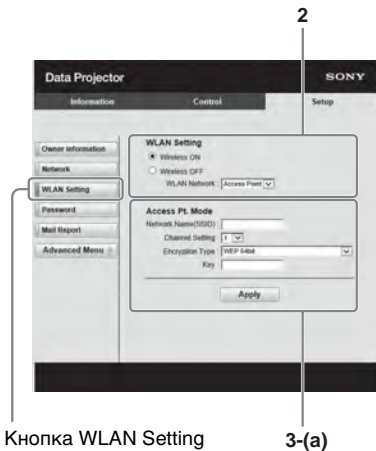 2
Data Projector SONY
Information Control Setup
Owner information
Network
WLAN Setting
Password
Mail Report
Advanced Menu
WLAN Setting
Wireless ON
Wireless OFF
WLAN Network : Access Point
Access Pt. Mode
Network Name(SSID) :
Channel Setting : 1
Encryption Type : WEP 64bit
Key :
Apply
Кнопка WLAN Setting
3-(a)